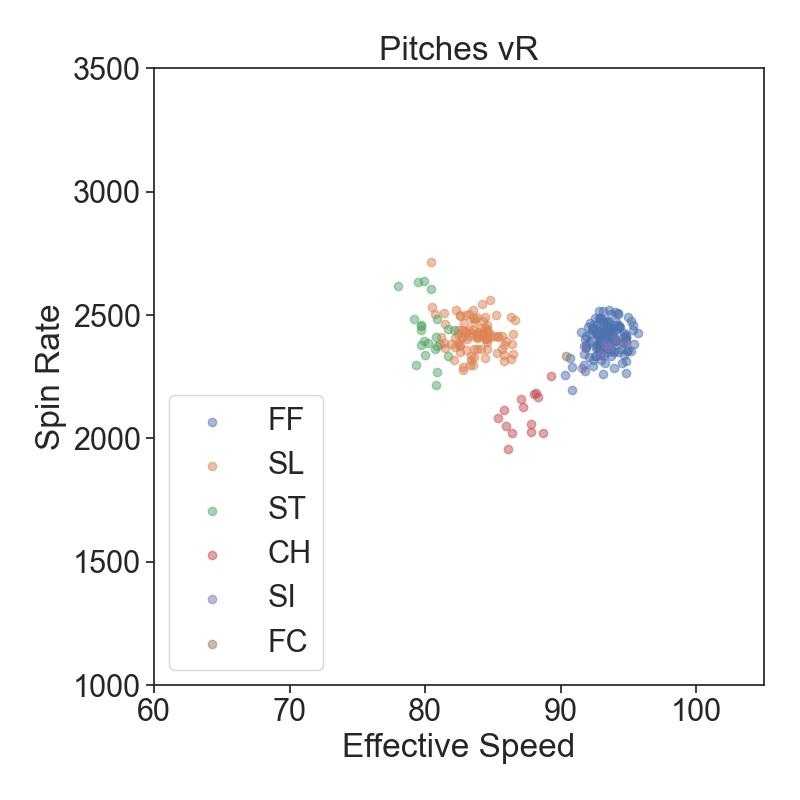 Pitches vR
3500
3000
2500
2000
1500
1000
Spin Rate
FF
SL
ST
CH
SI
FC
60 70 80 90 100
Effective Speed